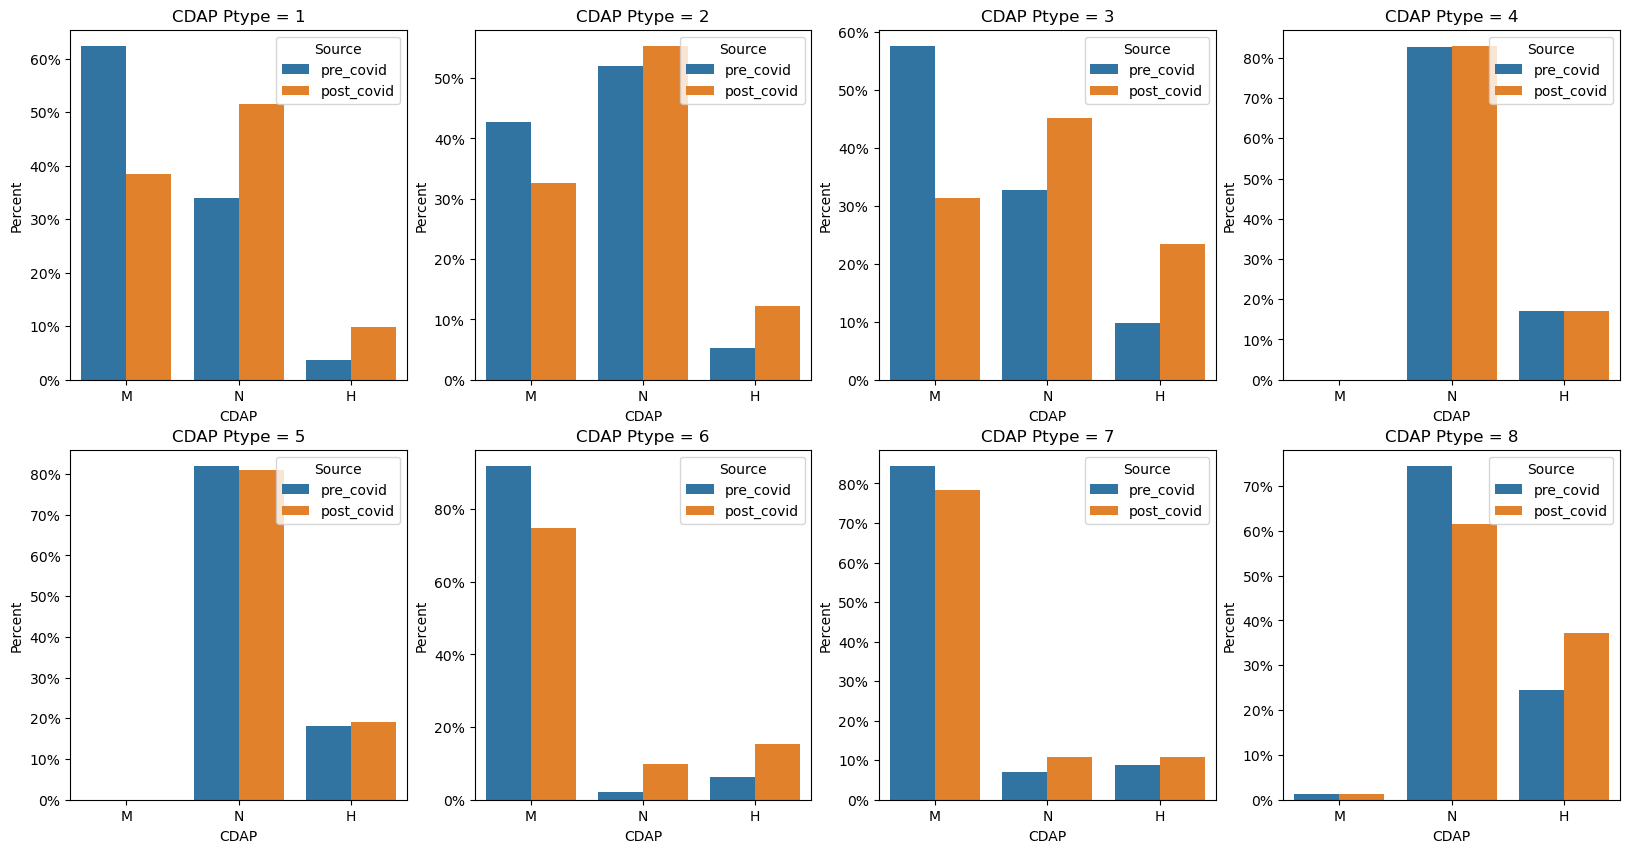 CDAP Ptype = 1
Percent
60%
50%
40%
30%
20%
10%
0%
Source
pre_covid
post_covid
M N H
CDAP
CDAP Ptype = 2
Percent
50%
40%
30%
20%
10%
0%
Source
pre_covid
post_covid
M N H
CDAP
CDAP Ptype = 3
Percent
60%
50%
40%
30%
20%
10%
0%
Source
pre_covid
post_covid
M N H
CDAP
CDAP Ptype = 4
Percent
80%
70%
60%
50%
40%
30%
20%
10%
0%
Source
pre_covid
post_covid
M N H
CDAP
CDAP Ptype = 5
Percent
80%
70%
60%
50%
40%
30%
20%
10%
0%
Source
pre_covid
post_covid
M N H
CDAP
CDAP Ptype = 6
Percent
80%
60%
40%
20%
0%
Source
pre_covid
post_covid
M N H
CDAP
CDAP Ptype = 7
Percent
80%
70%
60%
50%
40%
30%
20%
10%
0%
Source
pre_covid
post_covid
M N H
CDAP
CDAP Ptype = 8
Percent
70%
60%
50%
40%
30%
20%
10%
0%
Source
pre_covid
post_covid
M N H
CDAP